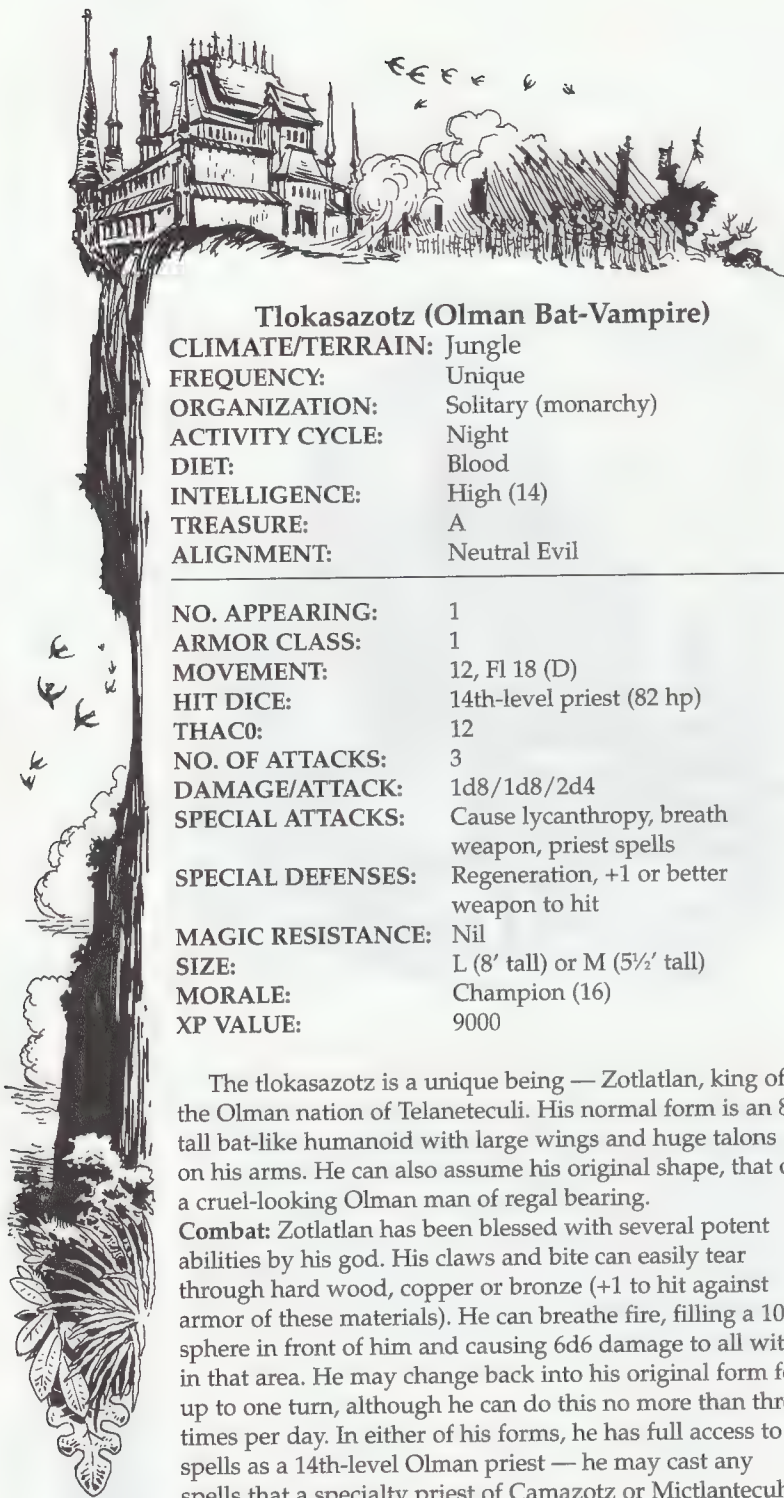 Tlokasazotz (Olman Bat-Vampire)
CLIMATE/TERRAIN: Jungle
FREQUENCY: Unique
ORGANIZATION: Solitary (monarchy)
ACTIVITY CYCLE: Night
DIET: Blood
INTELLIGENCE: High (14)
TREASURE: A
ALIGNMENT: Neutral Evil
NO. APPEARING: 1
ARMOR CLASS: 1
MOVEMENT: 12, Fl 18 (D)
HIT DICE: 14th-level priest (82 hp)
THAC0: 12
NO. OF ATTACKS: 3
DAMAGE/ATTACK: 1d8/1d8/2d4
SPECIAL ATTACKS: Cause lycanthropy, breath
weapon, priest spells
SPECIAL DEFENSES: Regeneration, +1 or better
weapon to hit
MAGIC RESISTANCE: Nil
SIZE: L (8' tall) or M (5½' tall)
MORALE: Champion (16)
XP VALUE: 9000
The tlokasazotz is a unique being — Zotlatlan, king of
the Olman nation of Telaneteculi. His normal form is an
tall bat-like humanoid with large wings and huge talons
on his arms. He can also assume his original shape, that
a cruel-looking Olman man of regal bearing.
Combat: Zotlatlan has been blessed with several potent
abilities by his god. His claws and bite can easily tear
through hard wood, copper or bronze (+1 to hit against
armor of these materials). He can breathe fire, filling a
sphere in front of him and causing 6d6 damage to all
in that area. He may change back into his original form
up to one turn, although he can do this no more than
times per day. In either of his forms, he has full access to
spells as a 14th-level Olman priest — he may cast any
spells that a specialty priest of Camazotz or